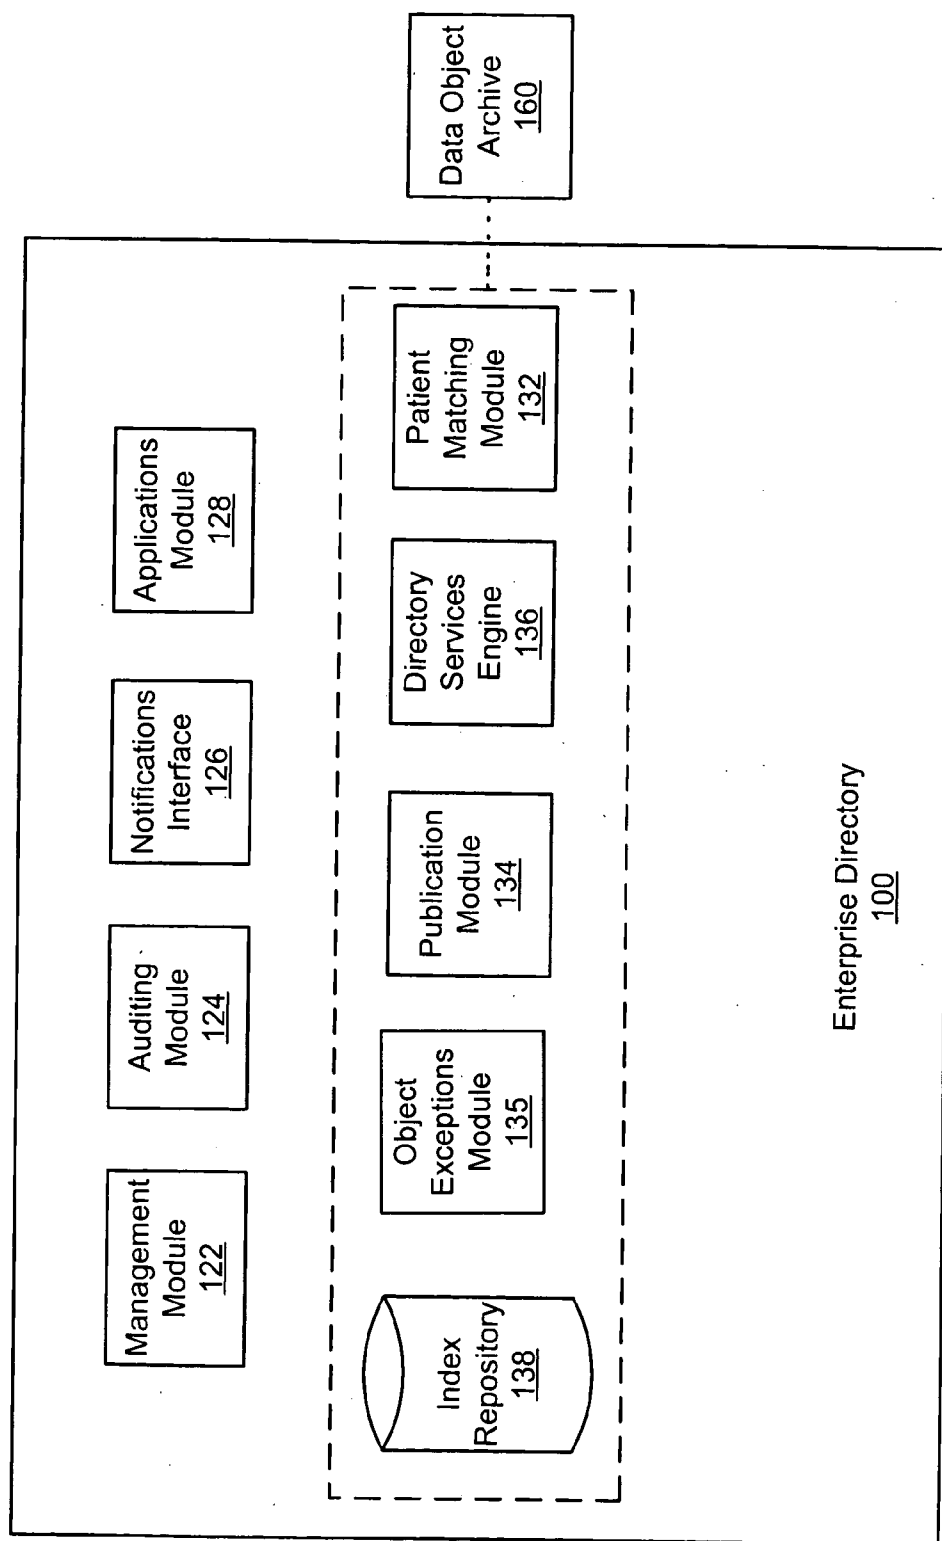 Management
Module
122
Auditing
Module
124
Notifications
Interface
126
Applications
Module
128
Index
Repository
138
Object
Exceptions
Module
135
Publication
Module
134
Directory
Services
Engine
136
Patient
Matching
Module
132
Data Object
Archive
160
Enterprise Directory
100